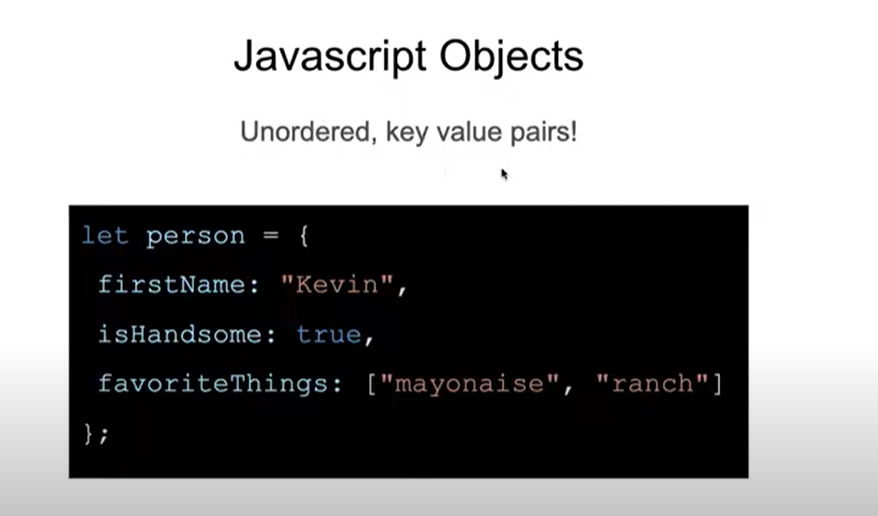 Javascript Objects
Unordered, key value pairs!
let person = {
firstName: "Kevin",
isHandsome: true,
favoriteThings: ["mayonaise", "ranch"]
};